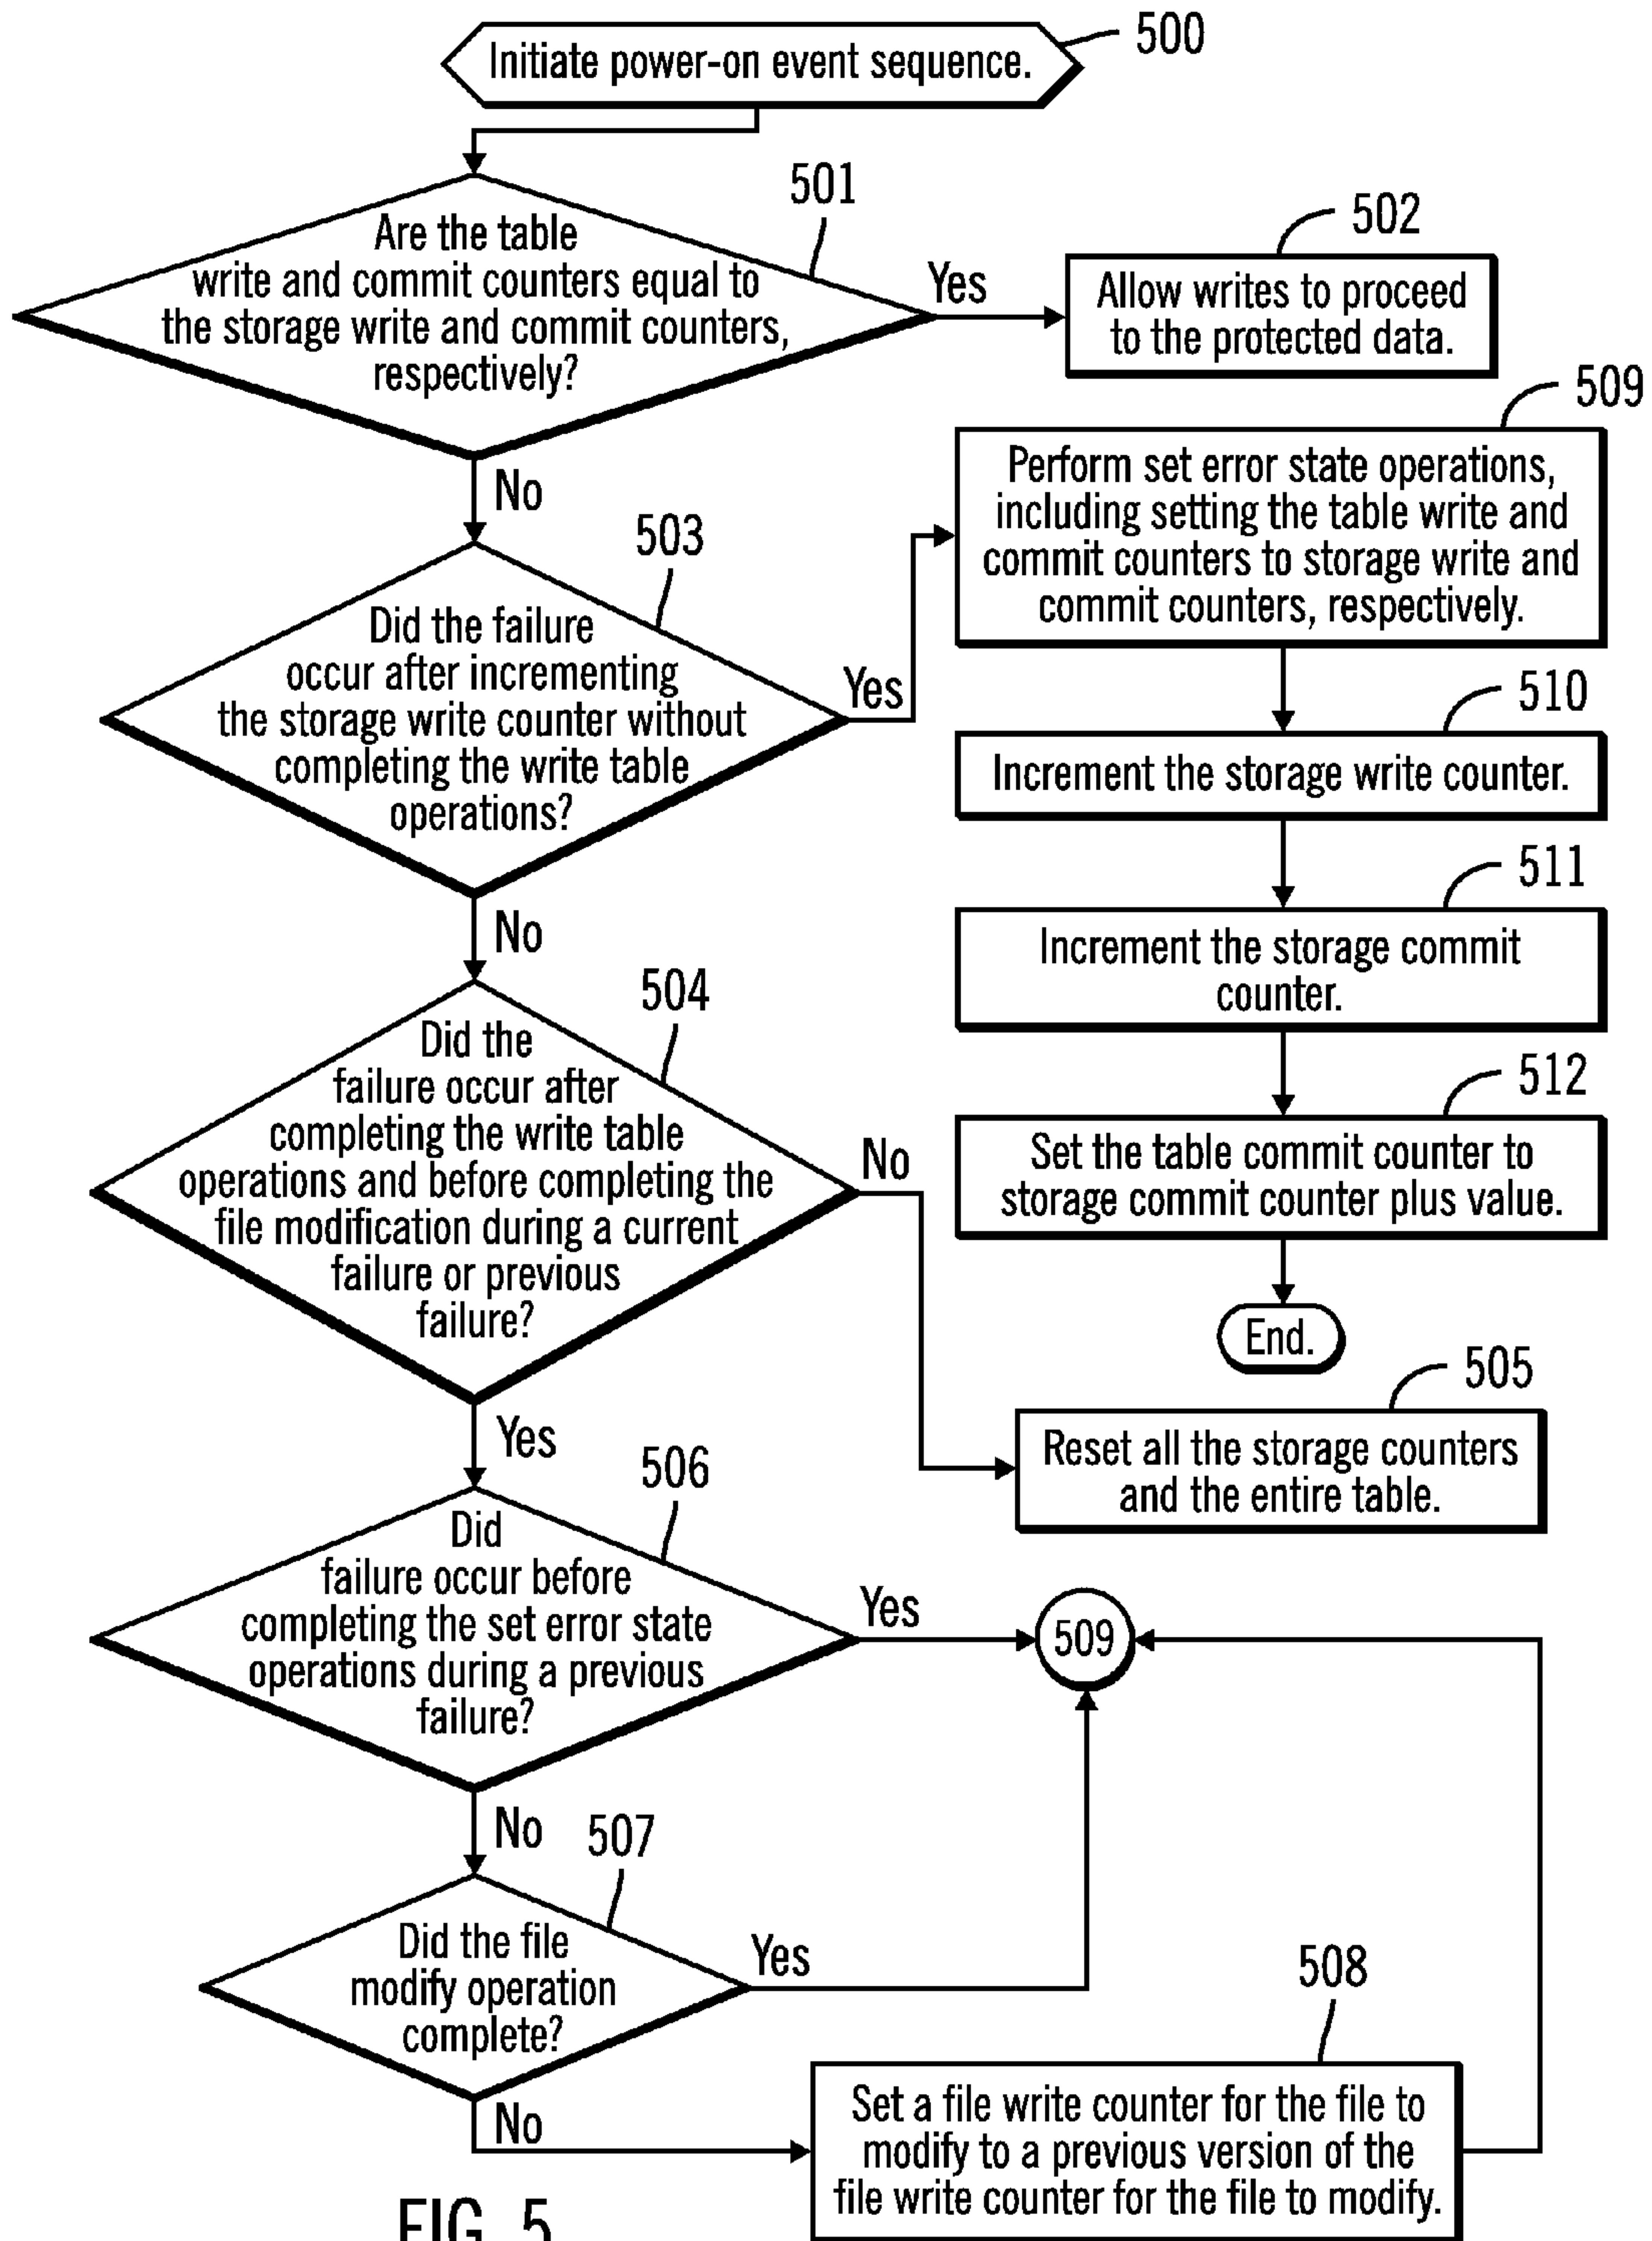 500
Initiate power-on event sequence.
501
Are the table
write and commit counters equal to
the storage write and commit counters,
respectively?
Yes
502
Allow writes to proceed
to the protected data.
No
503
Did the failure
occur after incrementing
the storage write counter without
completing the write table
operations?
Yes
509
Perform set error state operations,
including setting the table write and
commit counters to storage write and
commit counters, respectively.
510
Increment the storage write counter.
511
Increment the storage commit
counter.
512
Set the table commit counter to
storage commit counter plus value.
End.
No
504
Did the
failure occur after
completing the write table
operations and before completing the
file modification during a current
failure or previous
failure?
No
505
Reset all the storage counters
and the entire table.
Yes
506
Did
failure occur before
completing the set error state
operations during a previous
failure?
Yes
509
No
507
Did the file
modify operation
complete?
Yes
No
508
Set a file write counter for the file to
modify to a previous version of the
file write counter for the file to modify.
FIG. 5